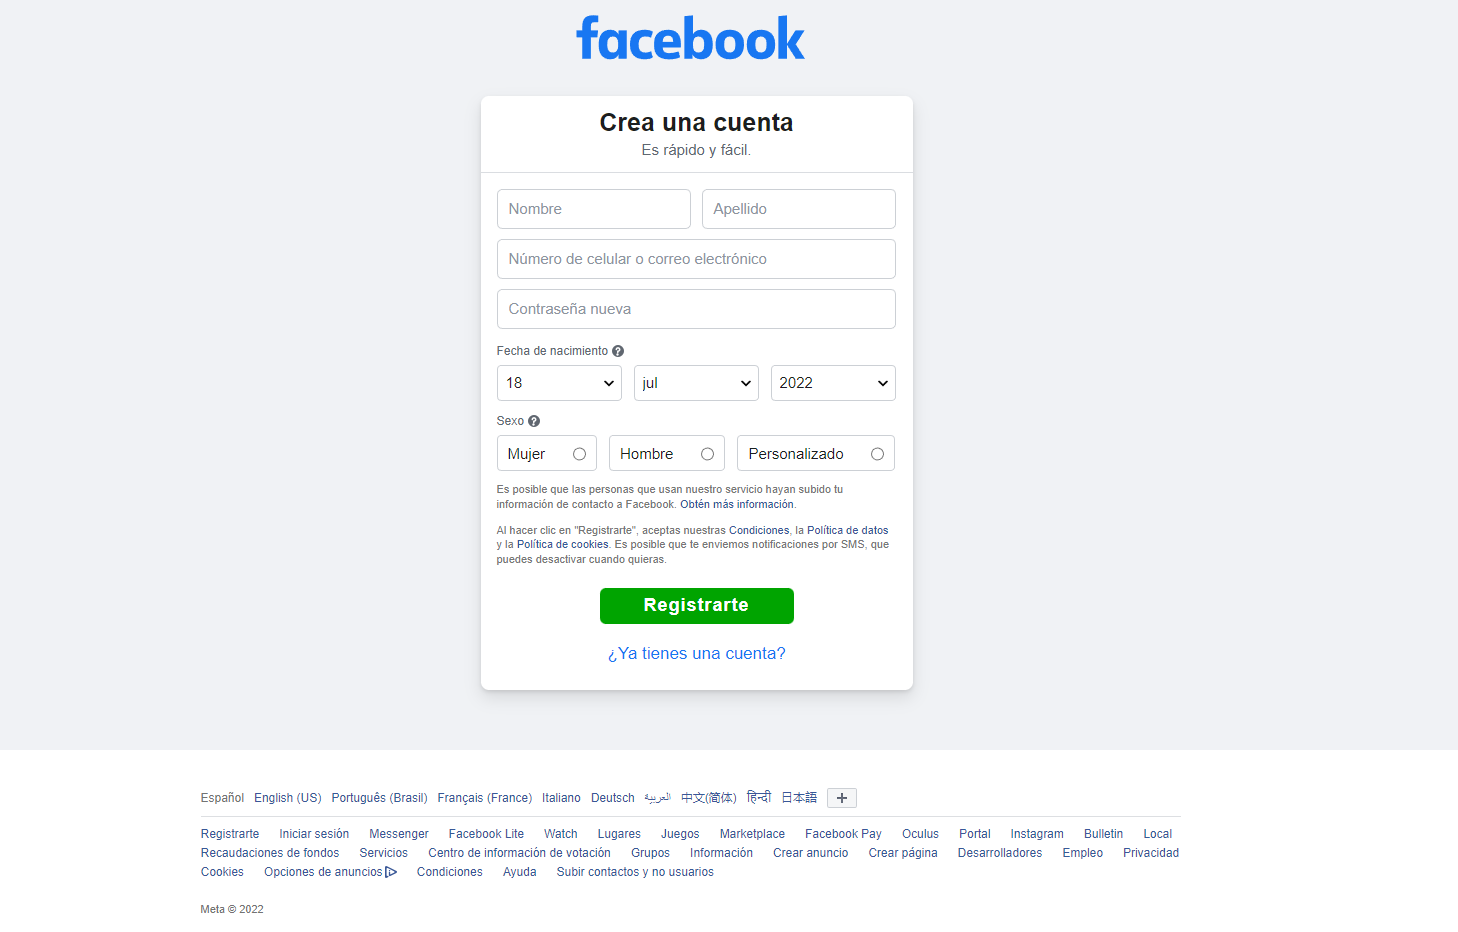 facebook
Crea una cuenta
Es rápido y fácil.
Nombre Apellido
Número de celular o correo electrónico
Contraseña nueva
Fecha de nacimiento
18 jul 2022
Sexo
Mujer Hombre Personalizado
Es posible que las personas que usan nuestro servicio hayan subido tu
información de contacto a Facebook. Obtén más información.
Al hacer clic en "Registrarte", aceptas nuestras Condiciones, la Política de datos
y la Política de cookies. Es posible que te enviemos notificaciones por SMS, que
puedes desactivar cuando quieras.
Registrarte
¿Ya tienes una cuenta?
Español English (US) Português (Brasil) Français (France) Italiano Deutsch العربية 中文(简体) हिन्दी 日本語
Registrarte Iniciar sesión Messenger Facebook Lite Watch Lugares Juegos Marketplace Facebook Pay Oculus Portal Instagram Bulletin Local
Recaudaciones de fondos Servicios Centro de información de votación Grupos Información Crear anuncio Crear página Desarrolladores Empleo Privacidad
Cookies Opciones de anuncios Condiciones Ayuda Subir contactos y no usuarios
Meta © 2022